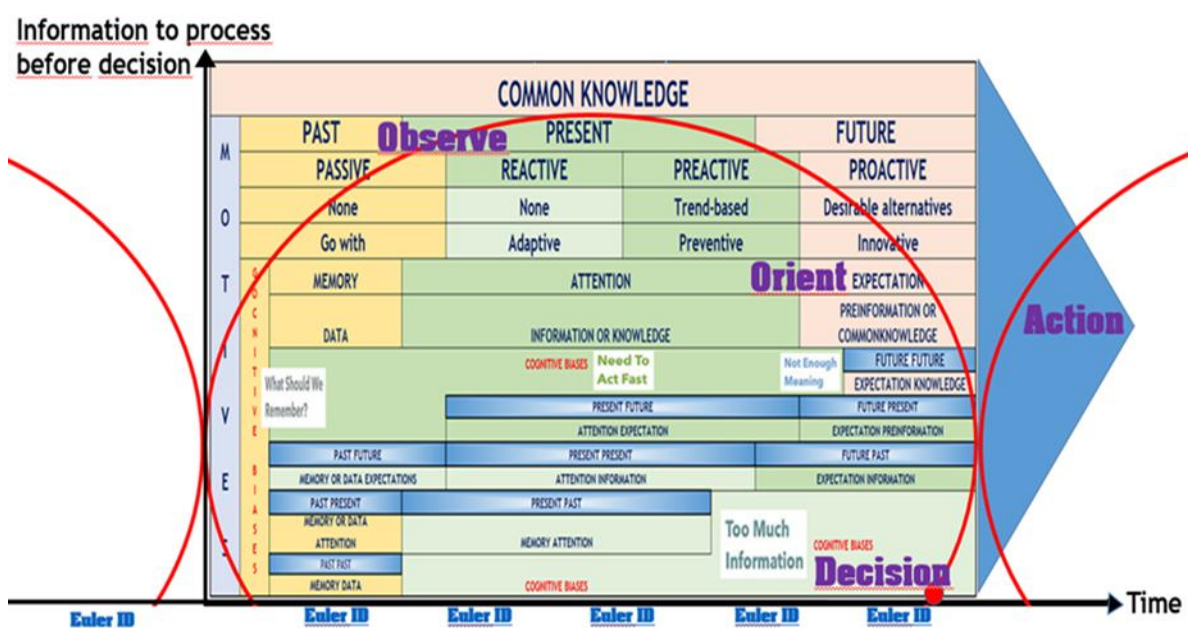 Information to process
before decision
COMMON KNOWLEDGE
MOTIVES
PAST
Observe
PRESENT
FUTURE
PASSIVE
REACTIVE
PREACTIVE
PROACTIVE
None
None
Trend-based
Desirable alternatives
Go with
Adaptive
Preventive
Innovative
COGNITIVE BIASES
MEMORY
ATTENTION
Orient
EXPECTATION
DATA
INFORMATION OR KNOWLEDGE
PREINFORMATION OR
COMMONKNOWLEDGE
Action
What Should We
Remember?
COGNITIVE BIASES
Need To
Act Fast
Not Enough
Meaning
FUTURE FUTURE
EXPECTATION KNOWLEDGE
PRESENT FUTURE
FUTURE PRESENT
ATTENTION EXPECTATION
EXPECTATION PREINFORMATION
PAST FUTURE
PRESENT PRESENT
FUTURE PAST
MEMORY OR DATA EXPECTATIONS
ATTENTION INFORMATION
EXPECTATION INFORMATION
PAST PRESENT
PRESENT PAST
MEMORY OR DATA
ATTENTION
MEMORY ATTENTION
Too Much
Information
COGNITIVE BIASES
PAST PAST
Decision
MEMORY DATA
COGNITIVE BIASES
Time
Euler ID
Euler ID
Euler ID
Euler ID
Euler ID
Euler ID